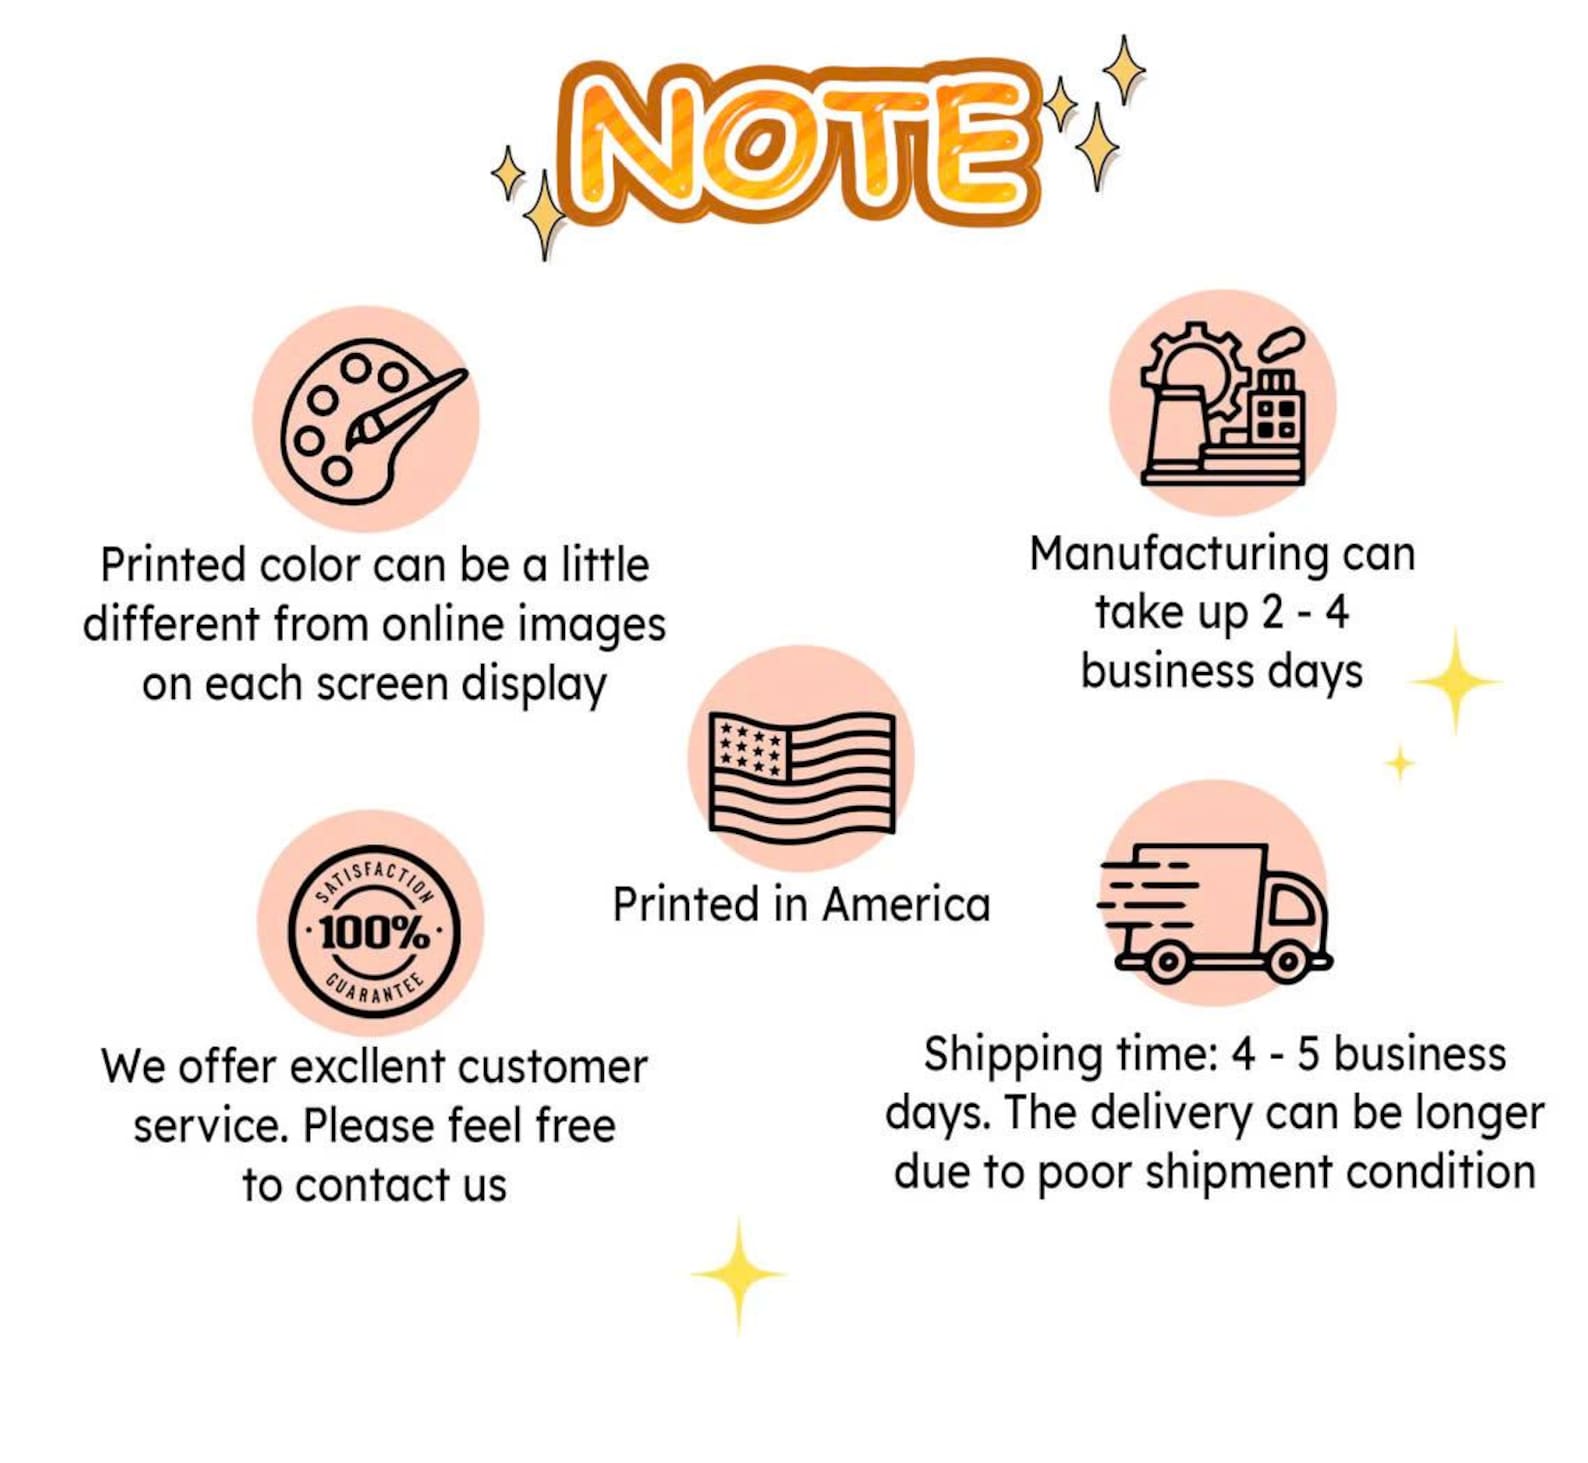 NOTE
Printed color can be a little
different from online images
on each screen display
Manufacturing can
take up 2 - 4
business days
Printed in America
SATISFACTION
100%
GUARANTEE
We offer excllent customer
service. Please feel free
to contact us
Shipping time: 4 - 5 business
days. The delivery can be longer
due to poor shipment condition